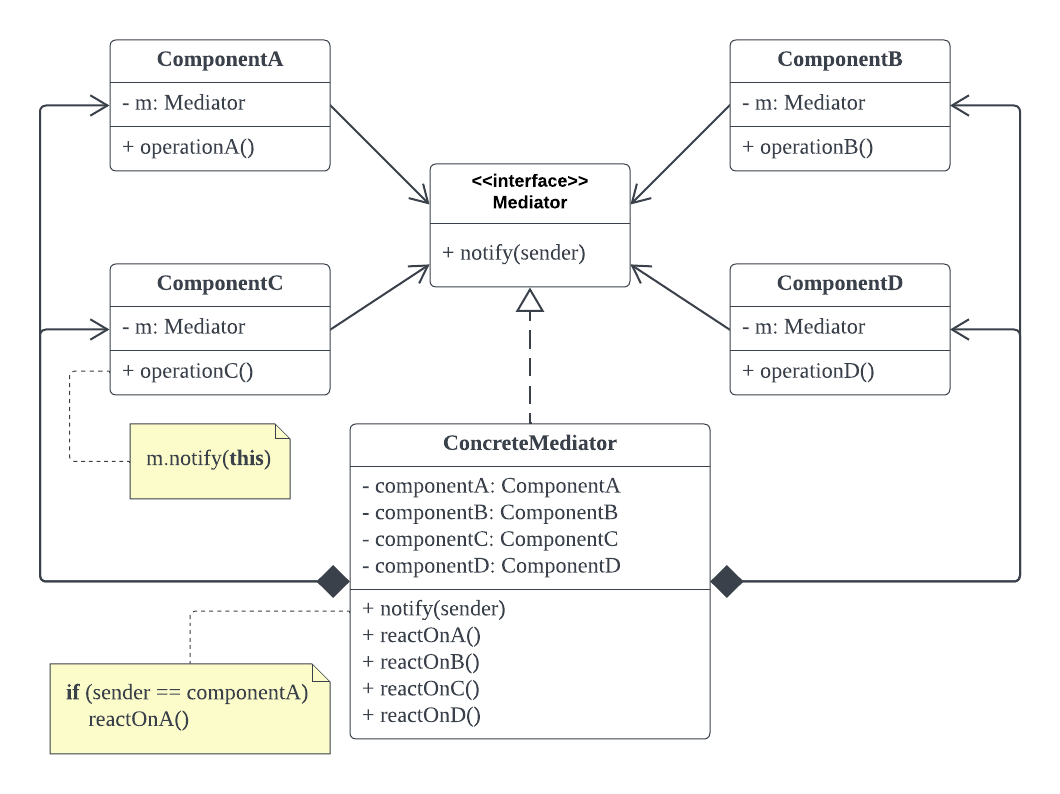 ComponentA
- m: Mediator
+ operationA()
ComponentB
- m: Mediator
+ operationB()
<<interface>>
Mediator
+ notify(sender)
ComponentC
- m: Mediator
+ operationC()
ComponentD
- m: Mediator
+ operationD()
m.notify(this)
ConcreteMediator
- componentA: ComponentA
- componentB: ComponentB
- componentC: ComponentC
- componentD: ComponentD
+ notify(sender)
+ reactOnA()
+ reactOnB()
+ reactOnC()
+ reactOnD()
if (sender == componentA)
reactOnA()